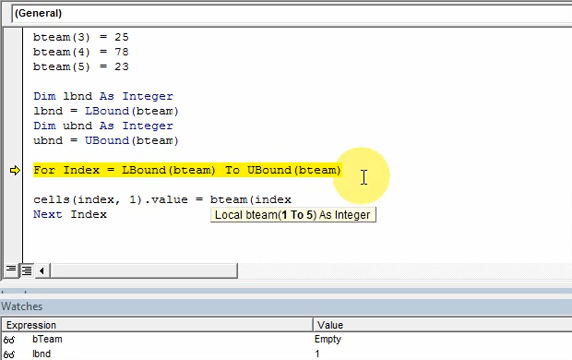 (General)
bteam(3) = 25
bteam(4) = 78
bteam(5) = 23
Dim lbnd As Integer
lbnd = LBound(bteam)
Dim ubnd As Integer
ubnd = UBound(bteam)
For Index = LBound(bteam) To UBound(bteam)
cells(index, 1).value = bteam(index
Next Index
Local bteam(1 To 5) As Integer
Watches
Expression Value
bTeam Empty
lbnd 1